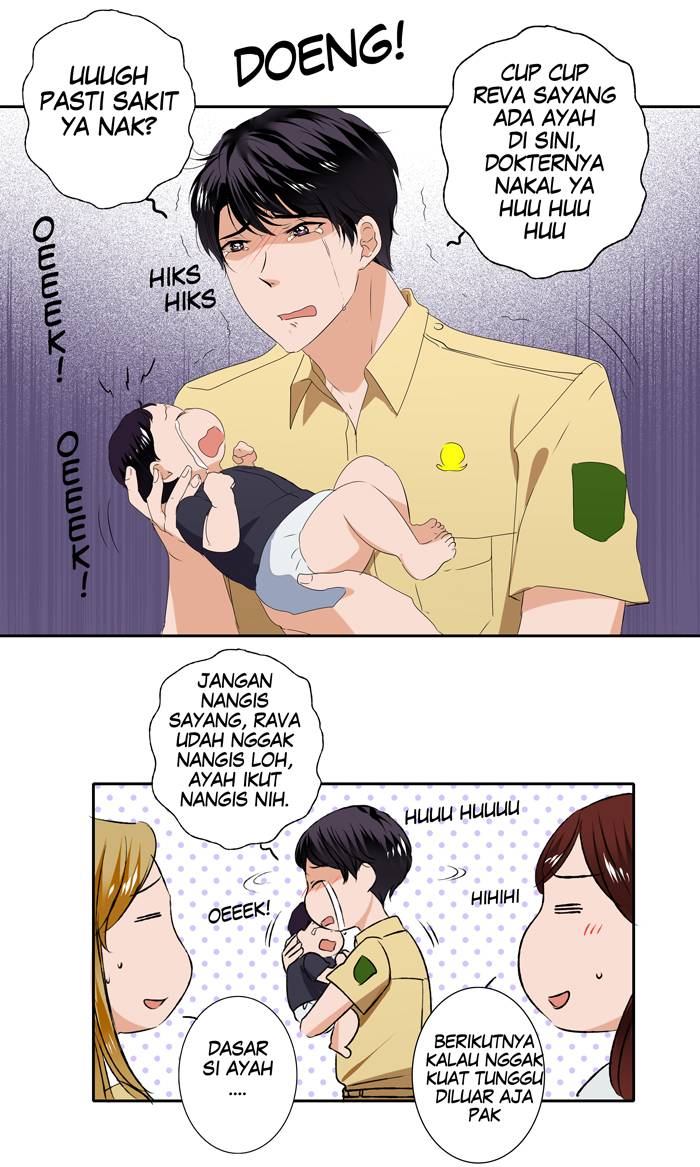 DOENG!
UUUGH
PASTI SAKIT
YA NAK?
CUP CUP
REVA SAYANG
ADA AYAH
DI SINI,
DOKTERNYA
NAKAL YA
HUU HUU
HUU
HIKS
HIKS
OEEEK!
OEEEK!
JANGAN
NANGIS
SAYANG, RAVA
UDAH NGGAK
NANGIS LOH,
AYAH IKUT
NANGIS NIH.
HUUU HUUUU
OEEEK!
HIHIHI
DASAR
SI AYAH
....
BERIKUTNYA
KALAU NGGAK
KUAT TUNGGU
DILUAR AJA
PAK